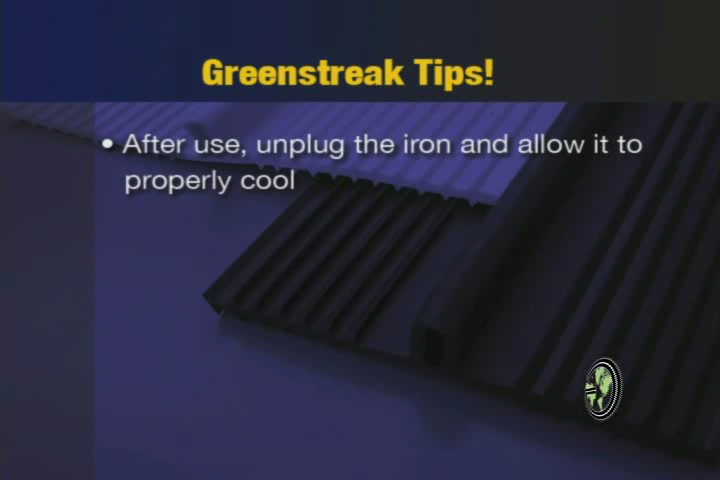 Greenstreak Tips!
• After use, unplug the iron and allow it to
properly cool